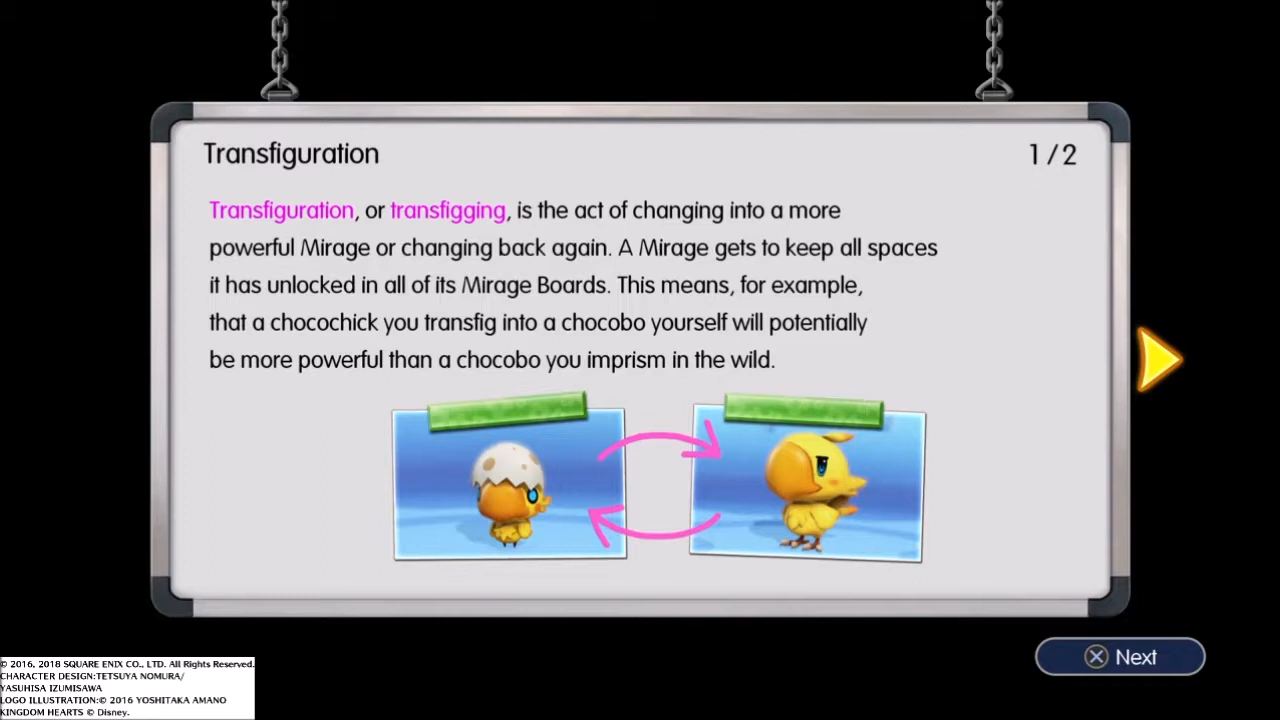 Transfiguration
1/2
Transfiguration, or transfigging, is the act of changing into a more
powerful Mirage or changing back again. A Mirage gets to keep all spaces
it has unlocked in all of its Mirage Boards. This means, for example,
that a chocochick you transfig into a chocobo yourself will potentially
be more powerful than a chocobo you imprism in the wild.
Next
© 2016, 2018 SQUARE ENIX CO., LTD. All Rights Reserved.
CHARACTER DESIGN:TETSUYA NOMURA/
YASUHISA IZUMISAWA
LOGO ILLUSTRATION:© 2016 YOSHITAKA AMANO
KINGDOM HEARTS © Disney.